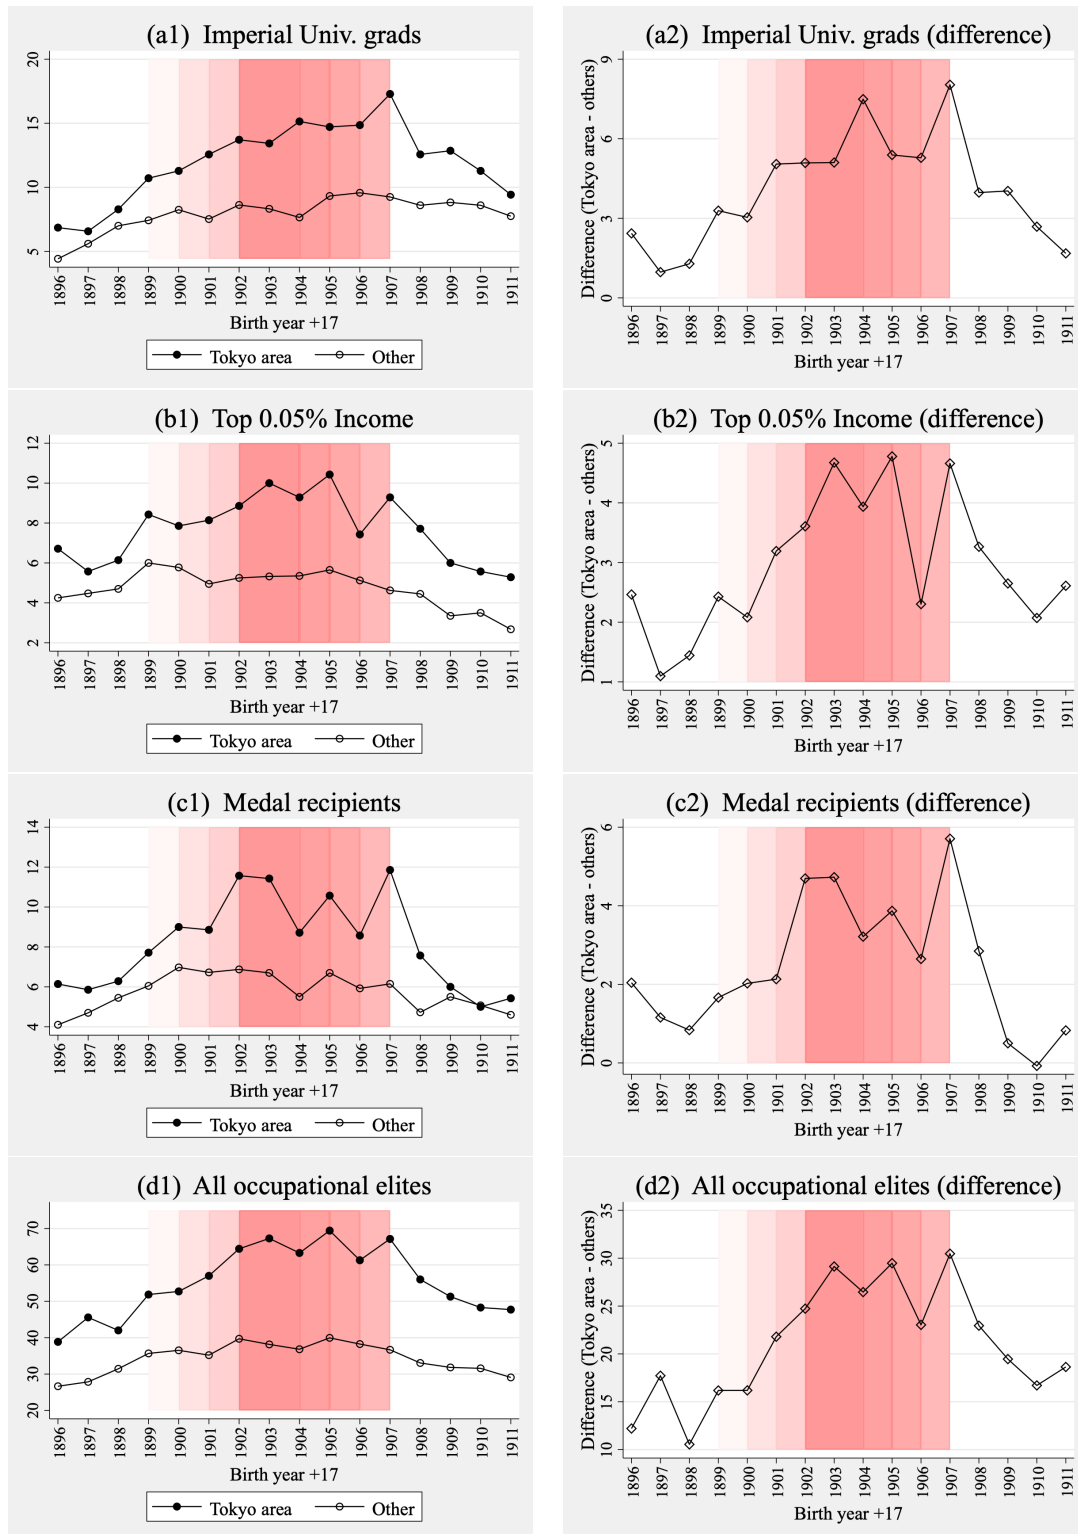 (a1) Imperial Univ. grads
20
15
10
5
1896 1897 1898 1899 1900 1901 1902 1903 1904 1905 1906 1907 1908 1909 1910 1911
Birth year +17
Tokyo area Other
(a2) Imperial Univ. grads (difference)
Difference (Tokyo area - others)
9
6
3
0
1896 1897 1898 1899 1900 1901 1902 1903 1904 1905 1906 1907 1908 1909 1910 1911
Birth year +17
(b1) Top 0.05% Income
12
10
8
6
4
2
1896 1897 1898 1899 1900 1901 1902 1903 1904 1905 1906 1907 1908 1909 1910 1911
Birth year +17
Tokyo area Other
(b2) Top 0.05% Income (difference)
Difference (Tokyo area - others)
5
4
3
2
1
1896 1897 1898 1899 1900 1901 1902 1903 1904 1905 1906 1907 1908 1909 1910 1911
Birth year +17
(c1) Medal recipients
14
12
10
8
6
4
1896 1897 1898 1899 1900 1901 1902 1903 1904 1905 1906 1907 1908 1909 1910 1911
Birth year +17
Tokyo area Other
(c2) Medal recipients (difference)
Difference (Tokyo area - others)
6
4
2
0
1896 1897 1898 1899 1900 1901 1902 1903 1904 1905 1906 1907 1908 1909 1910 1911
Birth year +17
(d1) All occupational elites
70
60
50
40
30
20
1896 1897 1898 1899 1900 1901 1902 1903 1904 1905 1906 1907 1908 1909 1910 1911
Birth year +17
Tokyo area Other
(d2) All occupational elites (difference)
Difference (Tokyo area - others)
35
30
25
20
15
10
1896 1897 1898 1899 1900 1901 1902 1903 1904 1905 1906 1907 1908 1909 1910 1911
Birth year +17